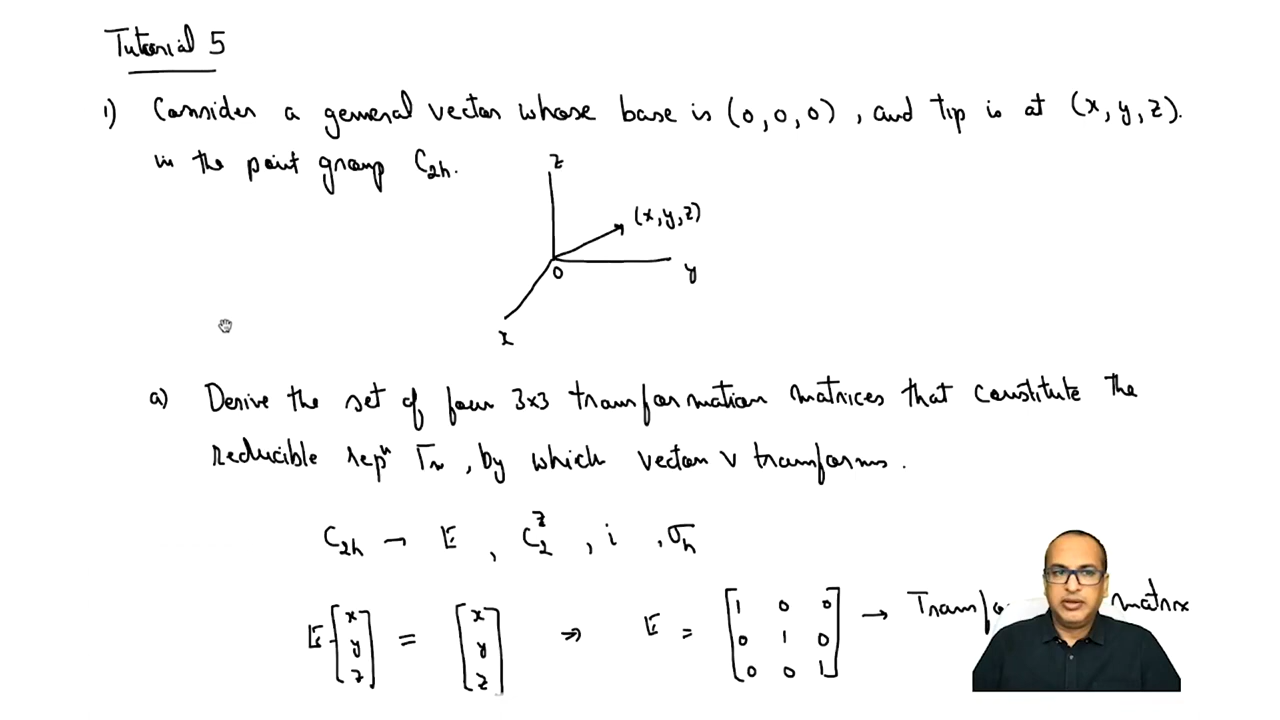 Tutorial 5
1) Consider a general vector whose base is (0,0,0), and tip is at (x,y,z).
in the point group C₂ₕ.
z
(x,y,z)
0
y
x
a) Derive the set of four 3x3 transformation matrices that constitute the
reducible repⁿ Γᵥ, by which vector v transforms.
C₂ₕ → E, C₂ᶻ, i, σₕ
E [x y z] = [x y z] ⇒ E = [1 0 0 0 1 0 0 0 1] → matrix